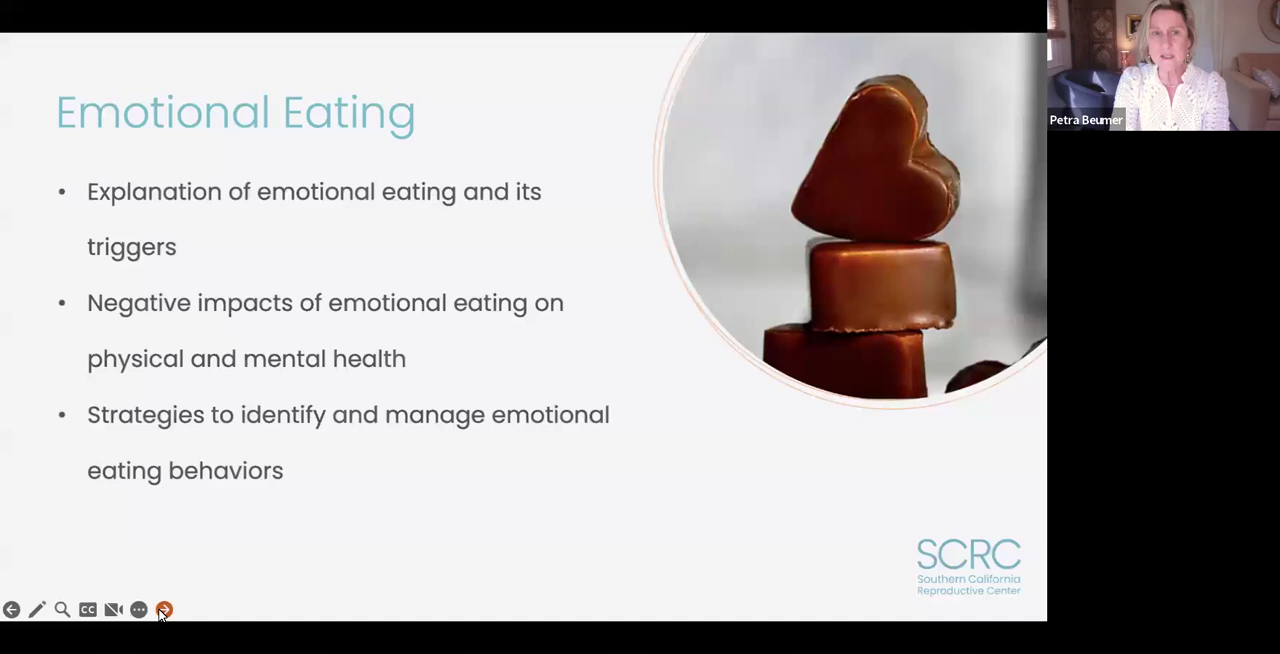 Emotional Eating
• Explanation of emotional eating and its
triggers
• Negative impacts of emotional eating on
physical and mental health
• Strategies to identify and manage emotional
eating behaviors
SCRC
Southern California
Reproductive Center
CC
Petra Beumer